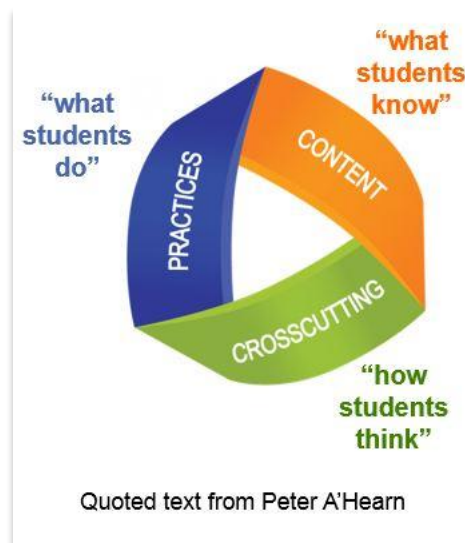 “what
students
know”
“what
students
do”
CONTENT
PRACTICES
CROSSCUTTING
“how
students
think”
Quoted text from Peter A’Hearn